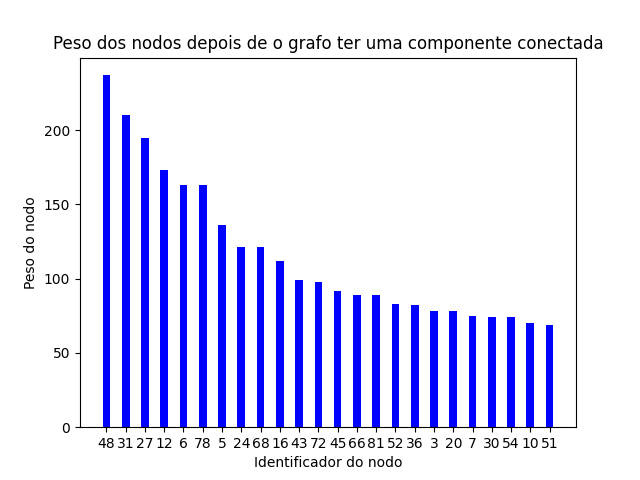 Peso dos nodos depois de o grafo ter uma componente conectada
Peso do nodo
200
150
100
50
0
48 31 27 12 6 78 5 24 68 16 43 72 45 66 81 52 36 3 20 7 30 54 10 51
Identificador do nodo